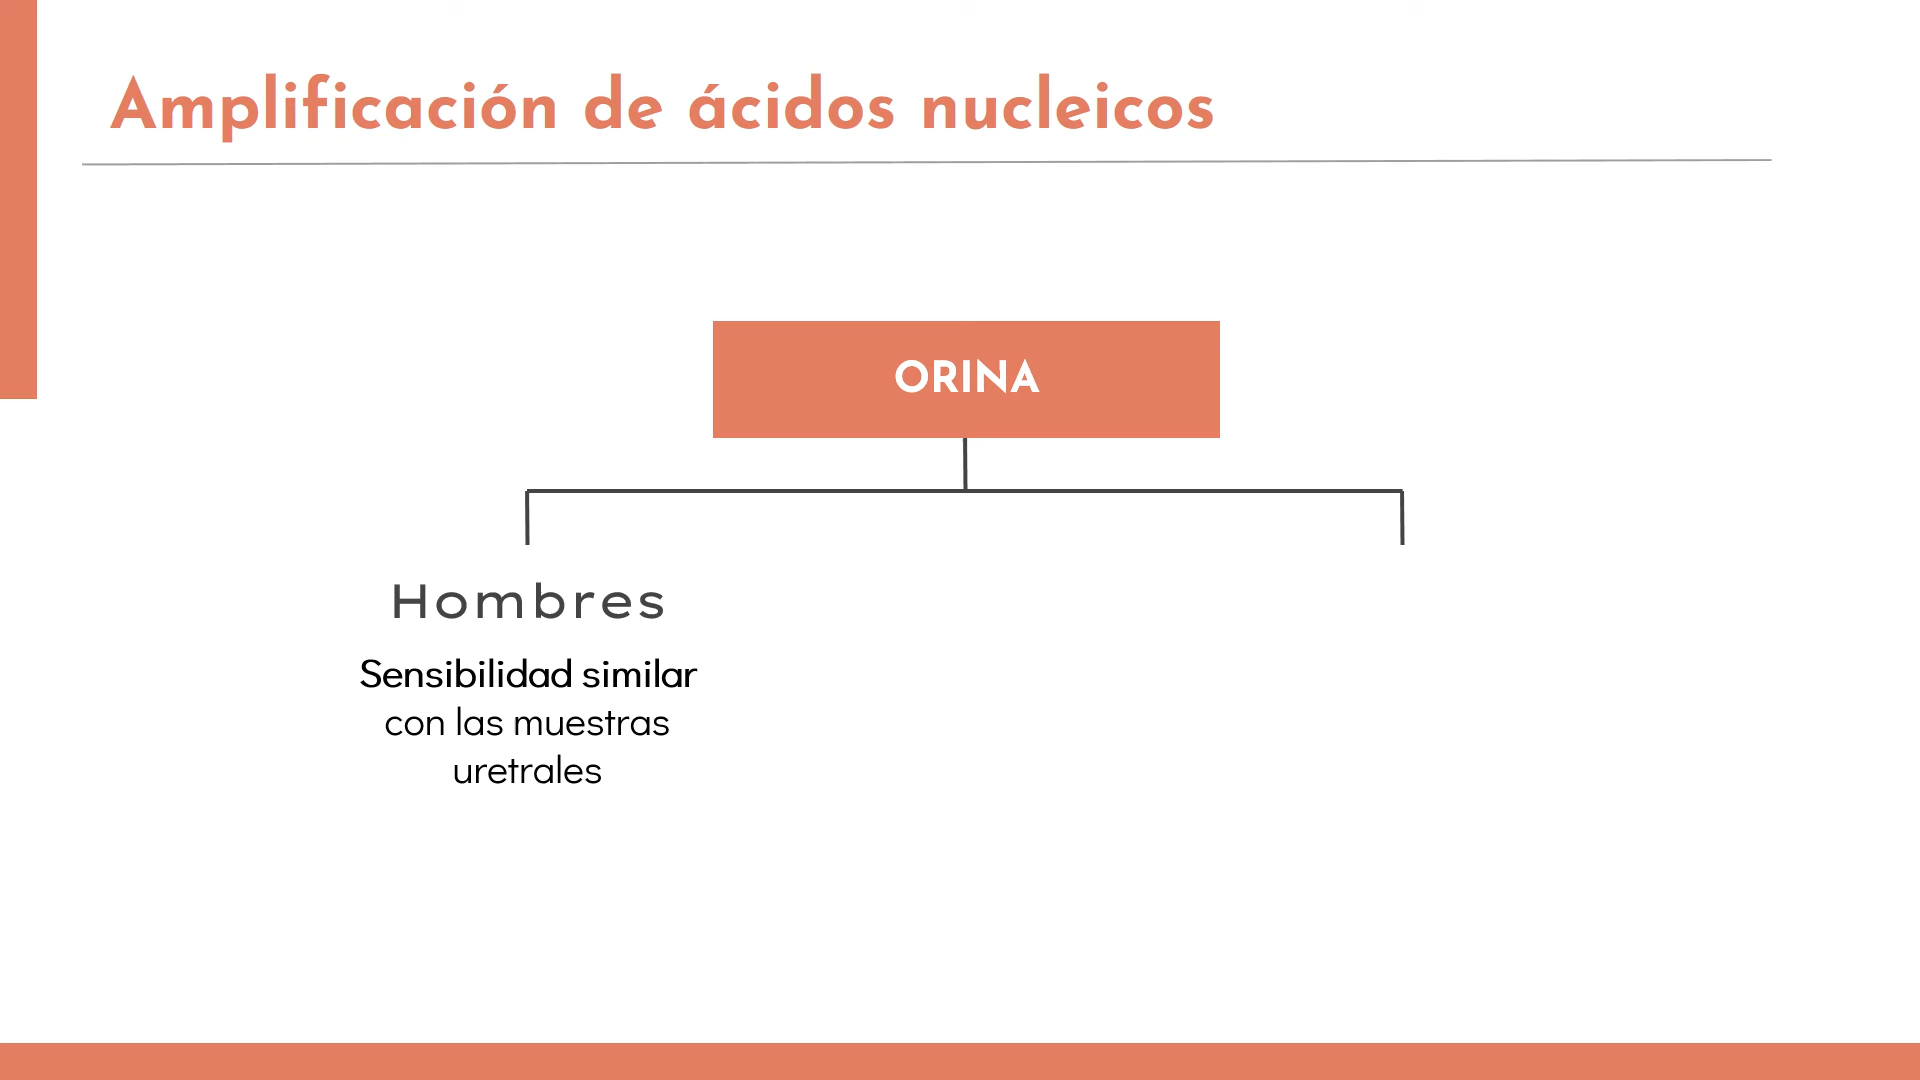 Amplificación de ácidos nucleicos
ORINA
Hombres
Sensibilidad similar
con las muestras
uretrales